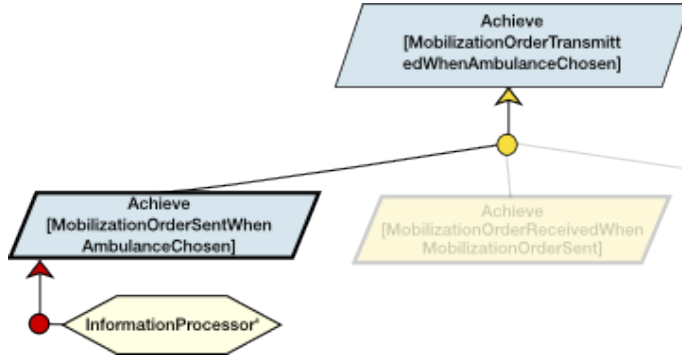 Achieve
[MobilizationOrderTransmitt
edWhenAmbulanceChosen]
Achieve
[MobilizationOrderSentWhen
AmbulanceChosen]
Achieve
[MobilizationOrderReceivedWhen
MobilizationOrderSent]
InformationProcessor*